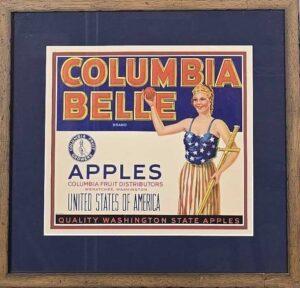 COLUMBIA
BELLE
BRAND
APPLES
COLUMBIA FRUIT DISTRIBUTORS
WENATCHEE, WASHINGTON
UNITED STATES OF AMERICA
QUALITY WASHINGTON STATE APPLES